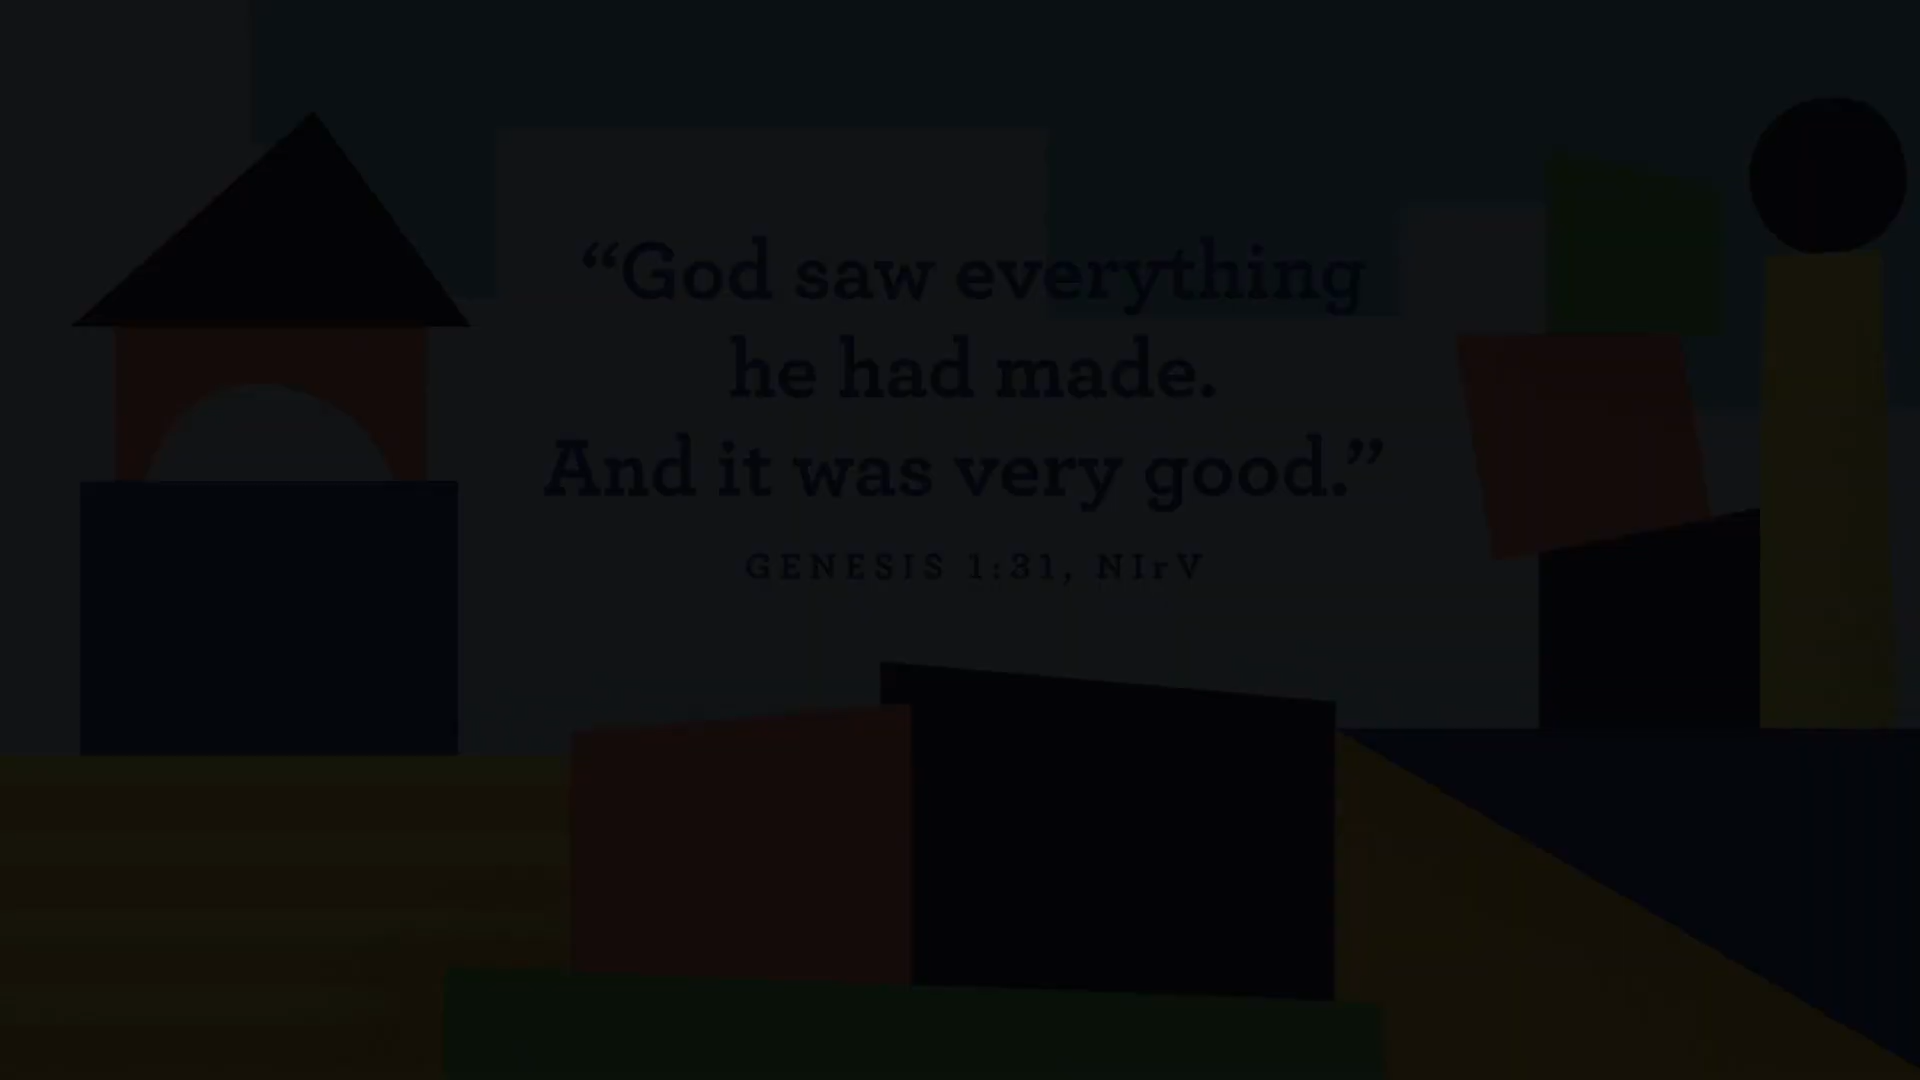 “God saw everything
he had made.
And it was very good.”
GENESIS 1:31, NIrV